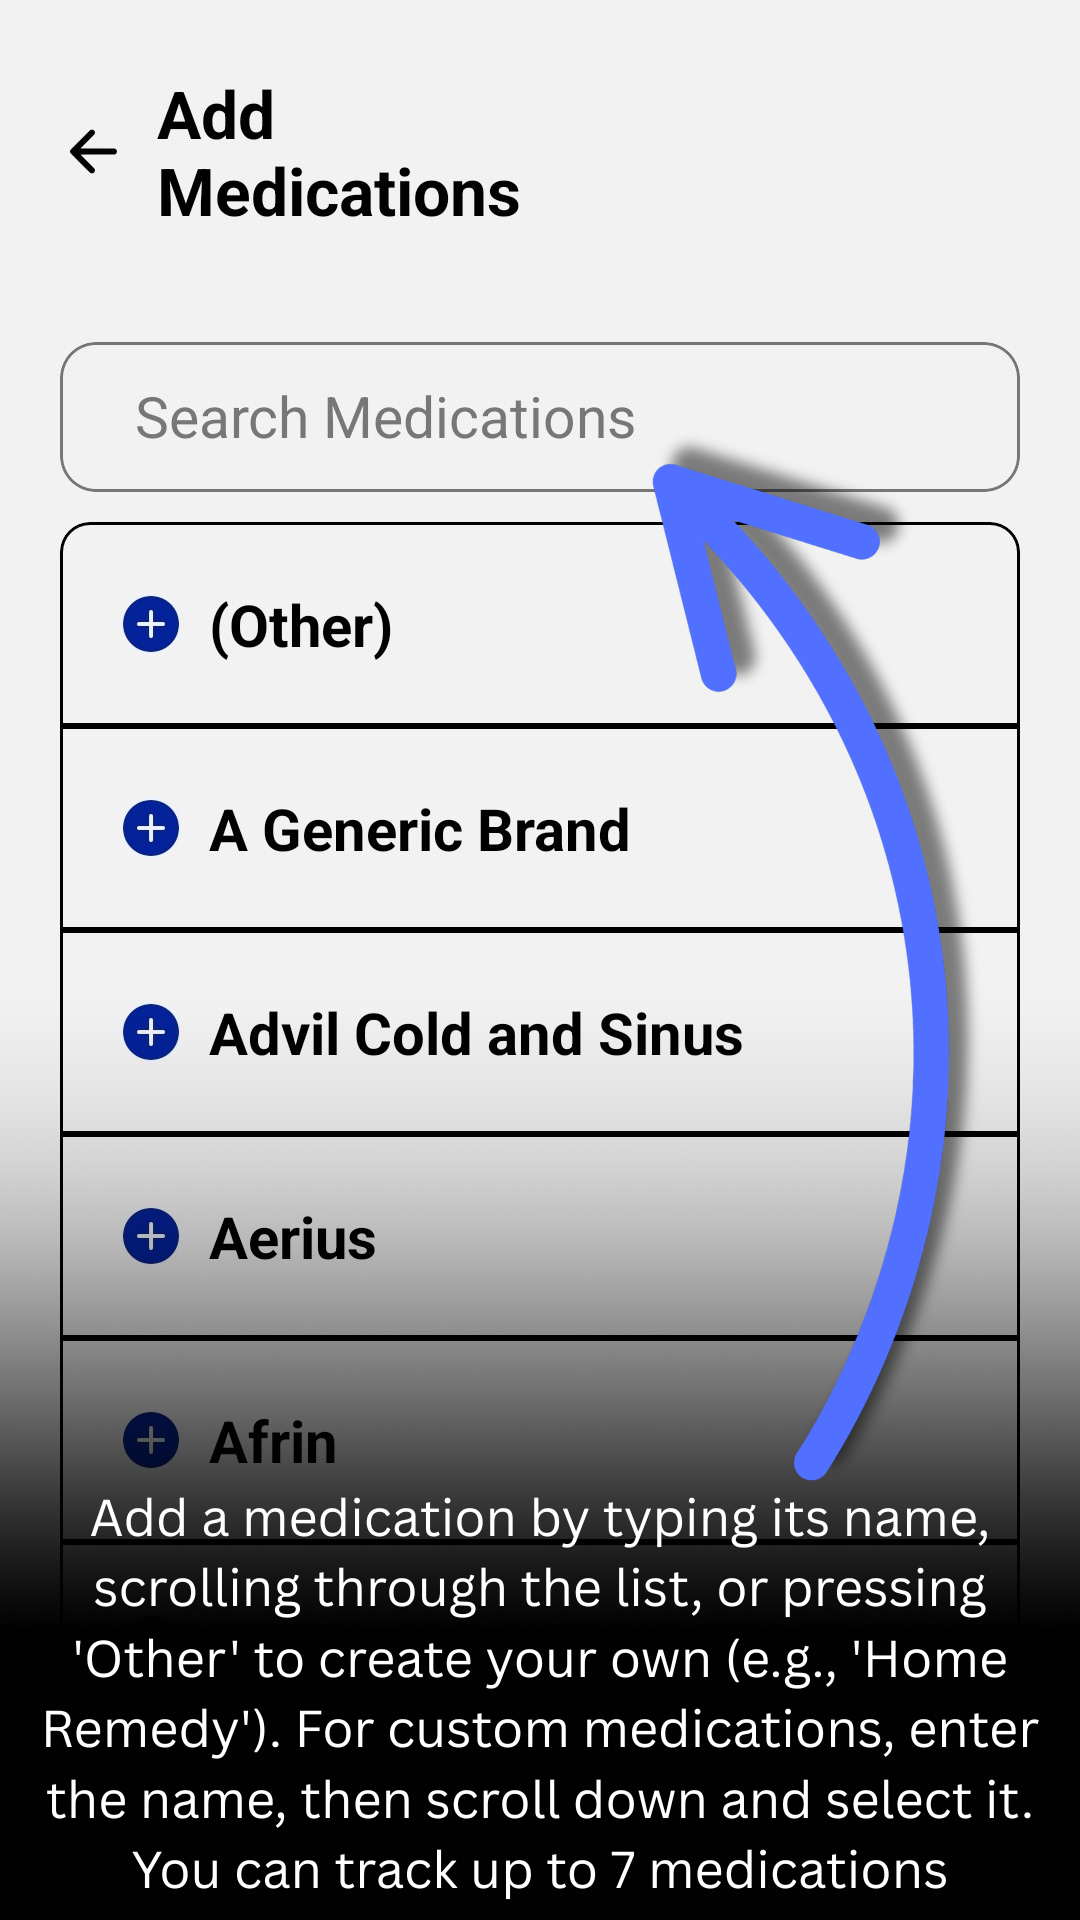 Add
Medications
Search Medications
(Other)
A Generic Brand
Advil Cold and Sinus
Aerius
Afrin
Add a medication by typing its name,
scrolling through the list, or pressing
'Other' to create your own (e.g., 'Home
Remedy'). For custom medications, enter
the name, then scroll down and select it.
You can track up to 7 medications